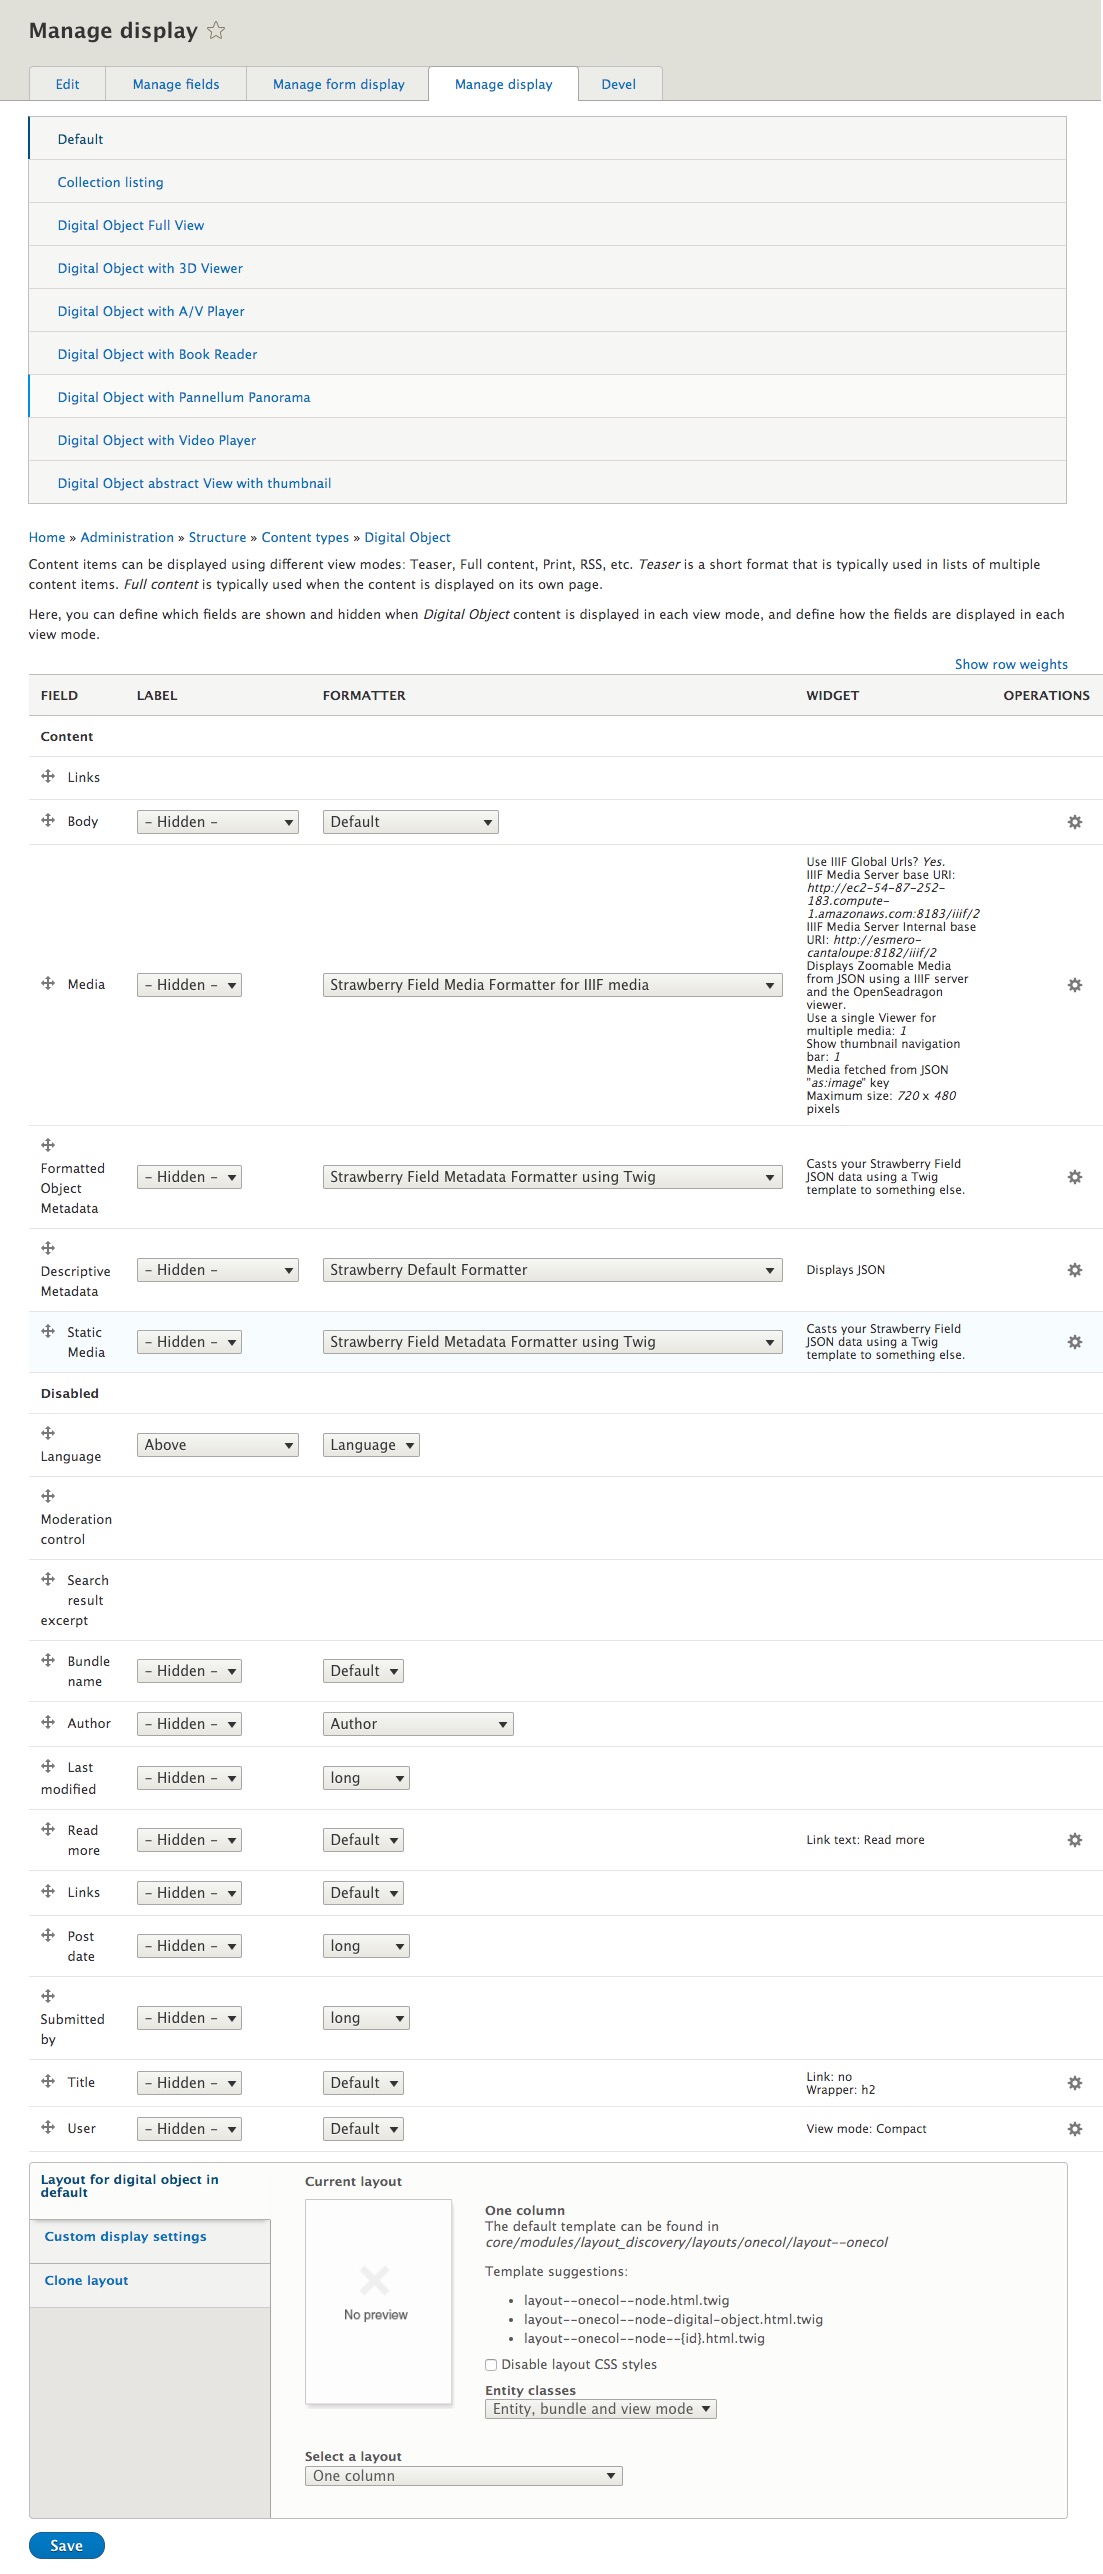 Manage display
Edit
Manage fields
Manage form display
Manage display
Devel
Default
Collection listing
Digital Object Full View
Digital Object with 3D Viewer
Digital Object with A/V Player
Digital Object with Book Reader
Digital Object with Pannellum Panorama
Digital Object with Video Player
Digital Object abstract View with thumbnail
Home » Administration » Structure » Content types » Digital Object
Content items can be displayed using different view modes: Teaser, Full content, Print, RSS, etc. Teaser is a short format that is typically used in lists of multiple
content items. Full content is typically used when the content is displayed on its own page.
Here, you can define which fields are shown and hidden when Digital Object content is displayed in each view mode, and define how the fields are displayed in each
view mode.
Show row weights
FIELD LABEL FORMATTER WIDGET OPERATIONS
Content
Links
Body - Hidden - Default
Media - Hidden - Strawberry Field Media Formatter for IIIF media
Use IIIF Global Urls? Yes.
IIIF Media Server base URI:
http://ec2-54-87-252-
183.compute-
1.amazonaws.com:8183/iiif/2
IIIF Media Server Internal base
URI: http://esmero-
cantaloupe:8182/iiif/2
Displays Zoomable Media
from JSON using a IIIF server
and the OpenSeadragon
viewer.
Use a single Viewer for
multiple media: 1
Show thumbnail navigation
bar: 1
Media fetched from JSON
"as:image" key
Maximum size: 720 x 480
pixels
Formatted
Object
Metadata
- Hidden - Strawberry Field Metadata Formatter using Twig
Casts your Strawberry Field
JSON data using a Twig
template to something else.
Descriptive
Metadata
- Hidden - Strawberry Default Formatter Displays JSON
Static
Media
- Hidden - Strawberry Field Metadata Formatter using Twig
Casts your Strawberry Field
JSON data using a Twig
template to something else.
Disabled
Language
Above Language
Moderation
control
Search
result
excerpt
Bundle
name
- Hidden - Default
Author - Hidden - Author
Last
modified
- Hidden - long
Read
more
- Hidden - Default Link text: Read more
Links - Hidden - Default
Post
date
- Hidden - long
Submitted
by
- Hidden - long
Title - Hidden - Default
Link: no
Wrapper: h2
User - Hidden - Default View mode: Compact
Layout for digital object in
default
Custom display settings
Clone layout
Current layout
No preview
One column
The default template can be found in
core/modules/layout_discovery/layouts/onecol/layout--onecol
Template suggestions:
• layout--onecol--node.html.twig
• layout--onecol--node-digital-object.html.twig
• layout--onecol--node--{id}.html.twig
Disable layout CSS styles
Entity classes
Entity, bundle and view mode
Select a layout
One column
Save